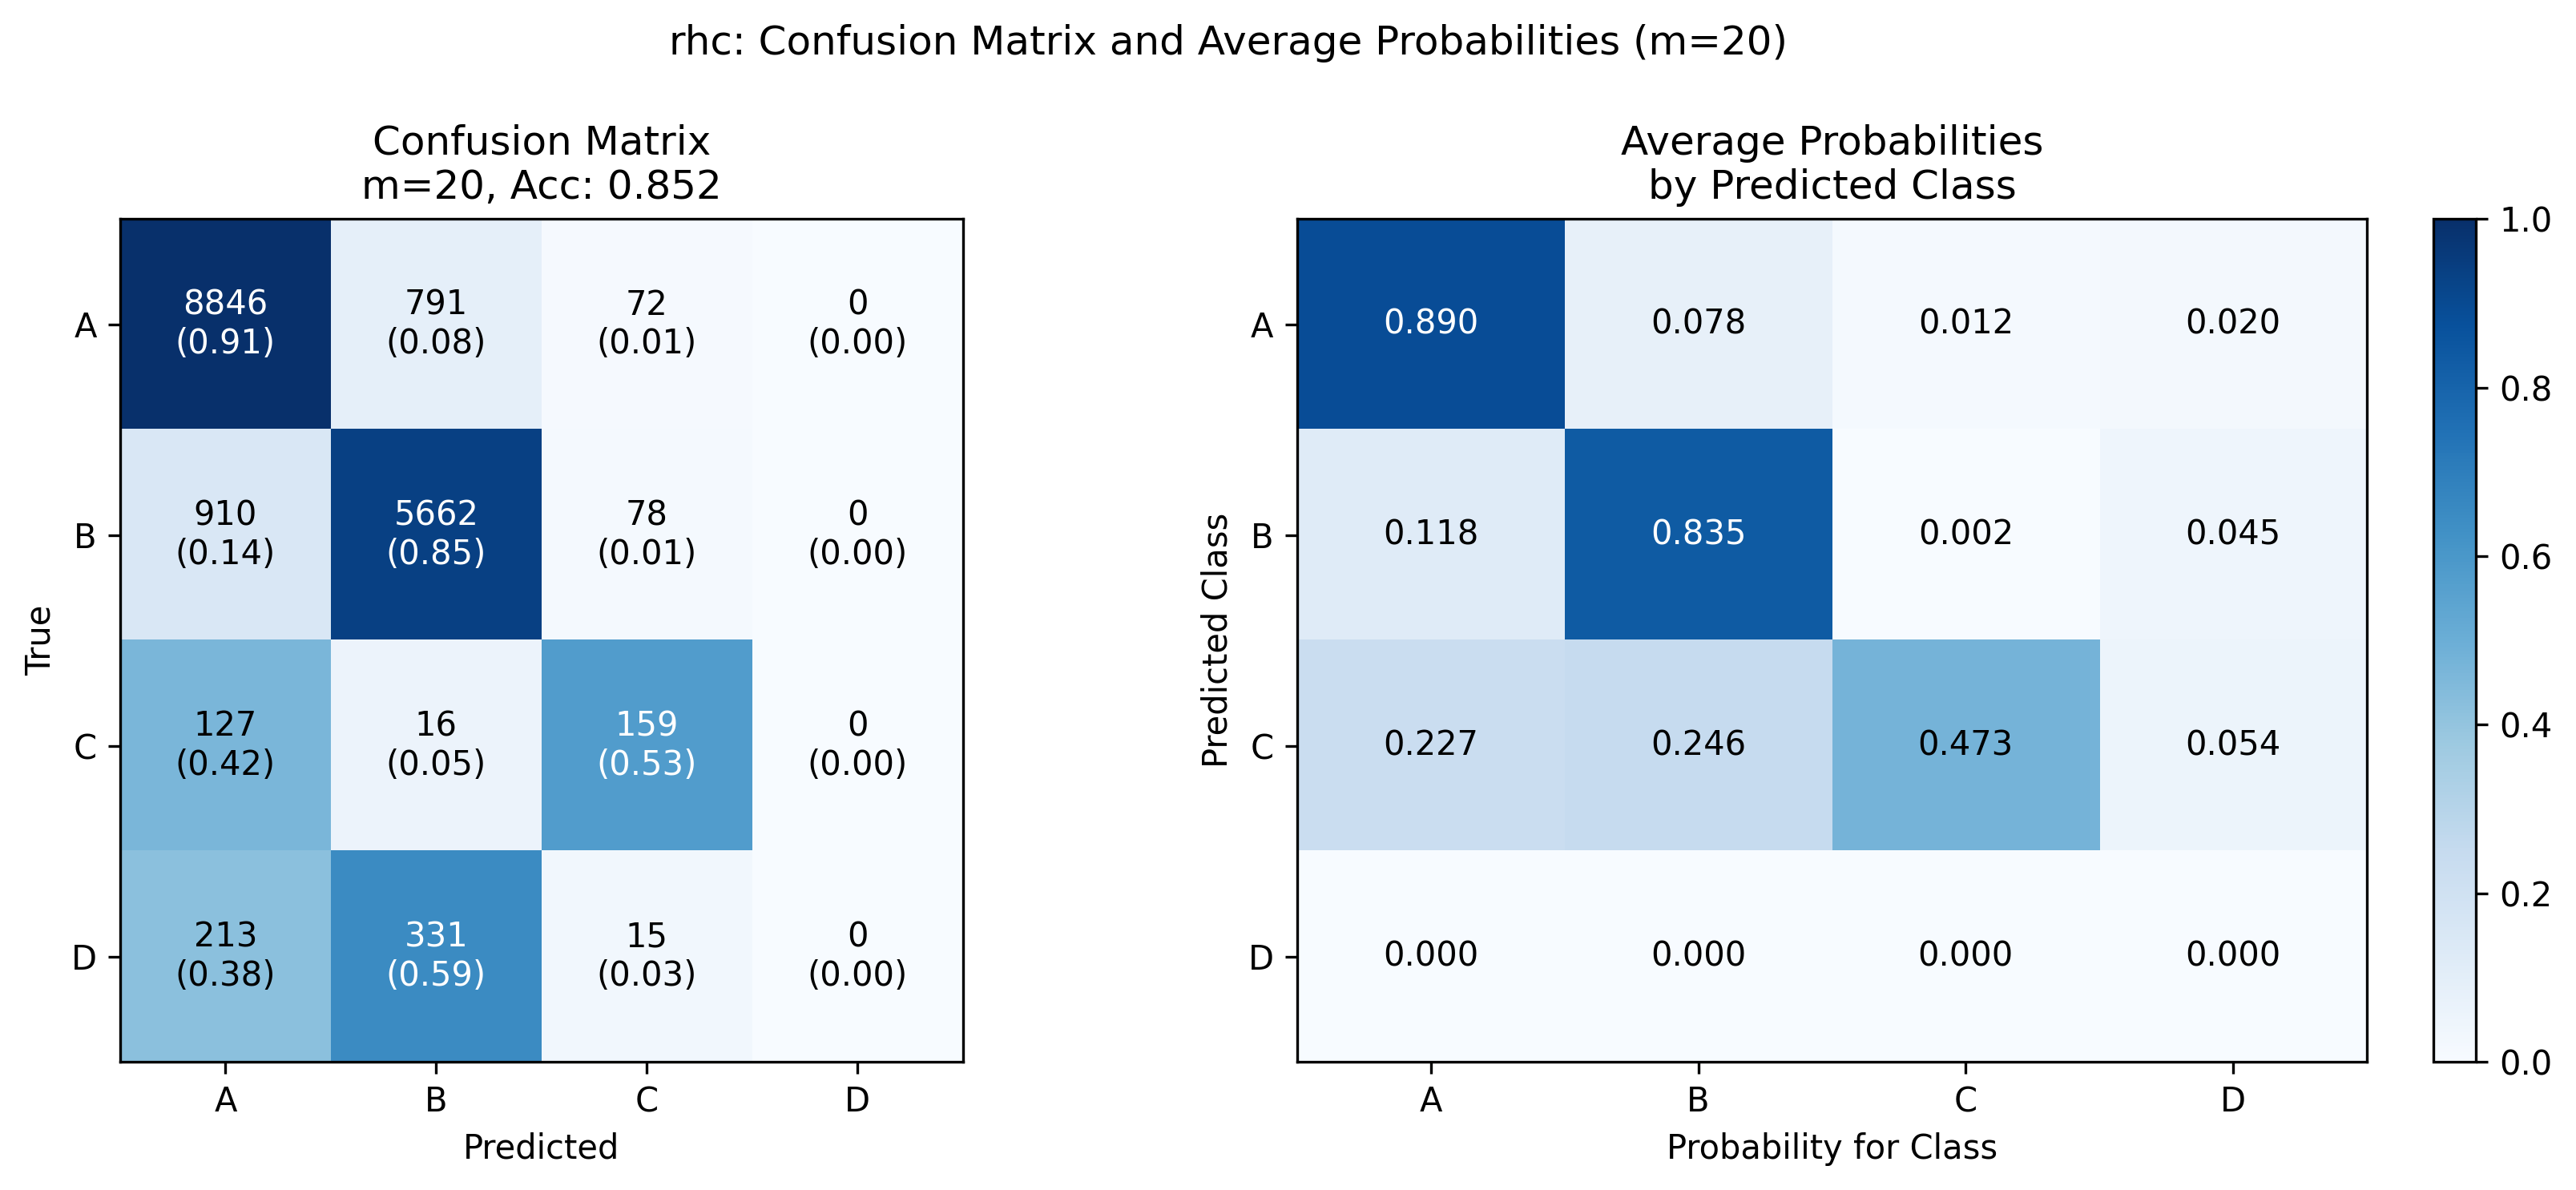 rhc: Confusion Matrix and Average Probabilities (m=20)
Confusion Matrix
m=20, Acc: 0.852
True
A
8846
(0.91)
791
(0.08)
72
(0.01)
0
(0.00)
B
910
(0.14)
5662
(0.85)
78
(0.01)
0
(0.00)
C
127
(0.42)
16
(0.05)
159
(0.53)
0
(0.00)
D
213
(0.38)
331
(0.59)
15
(0.03)
0
(0.00)
A B C D
Predicted
Average Probabilities
by Predicted Class
Predicted Class
A 0.890 0.078 0.012 0.020
B 0.118 0.835 0.002 0.045
C 0.227 0.246 0.473 0.054
D 0.000 0.000 0.000 0.000
A B C D
Probability for Class
1.0
0.8
0.6
0.4
0.2
0.0